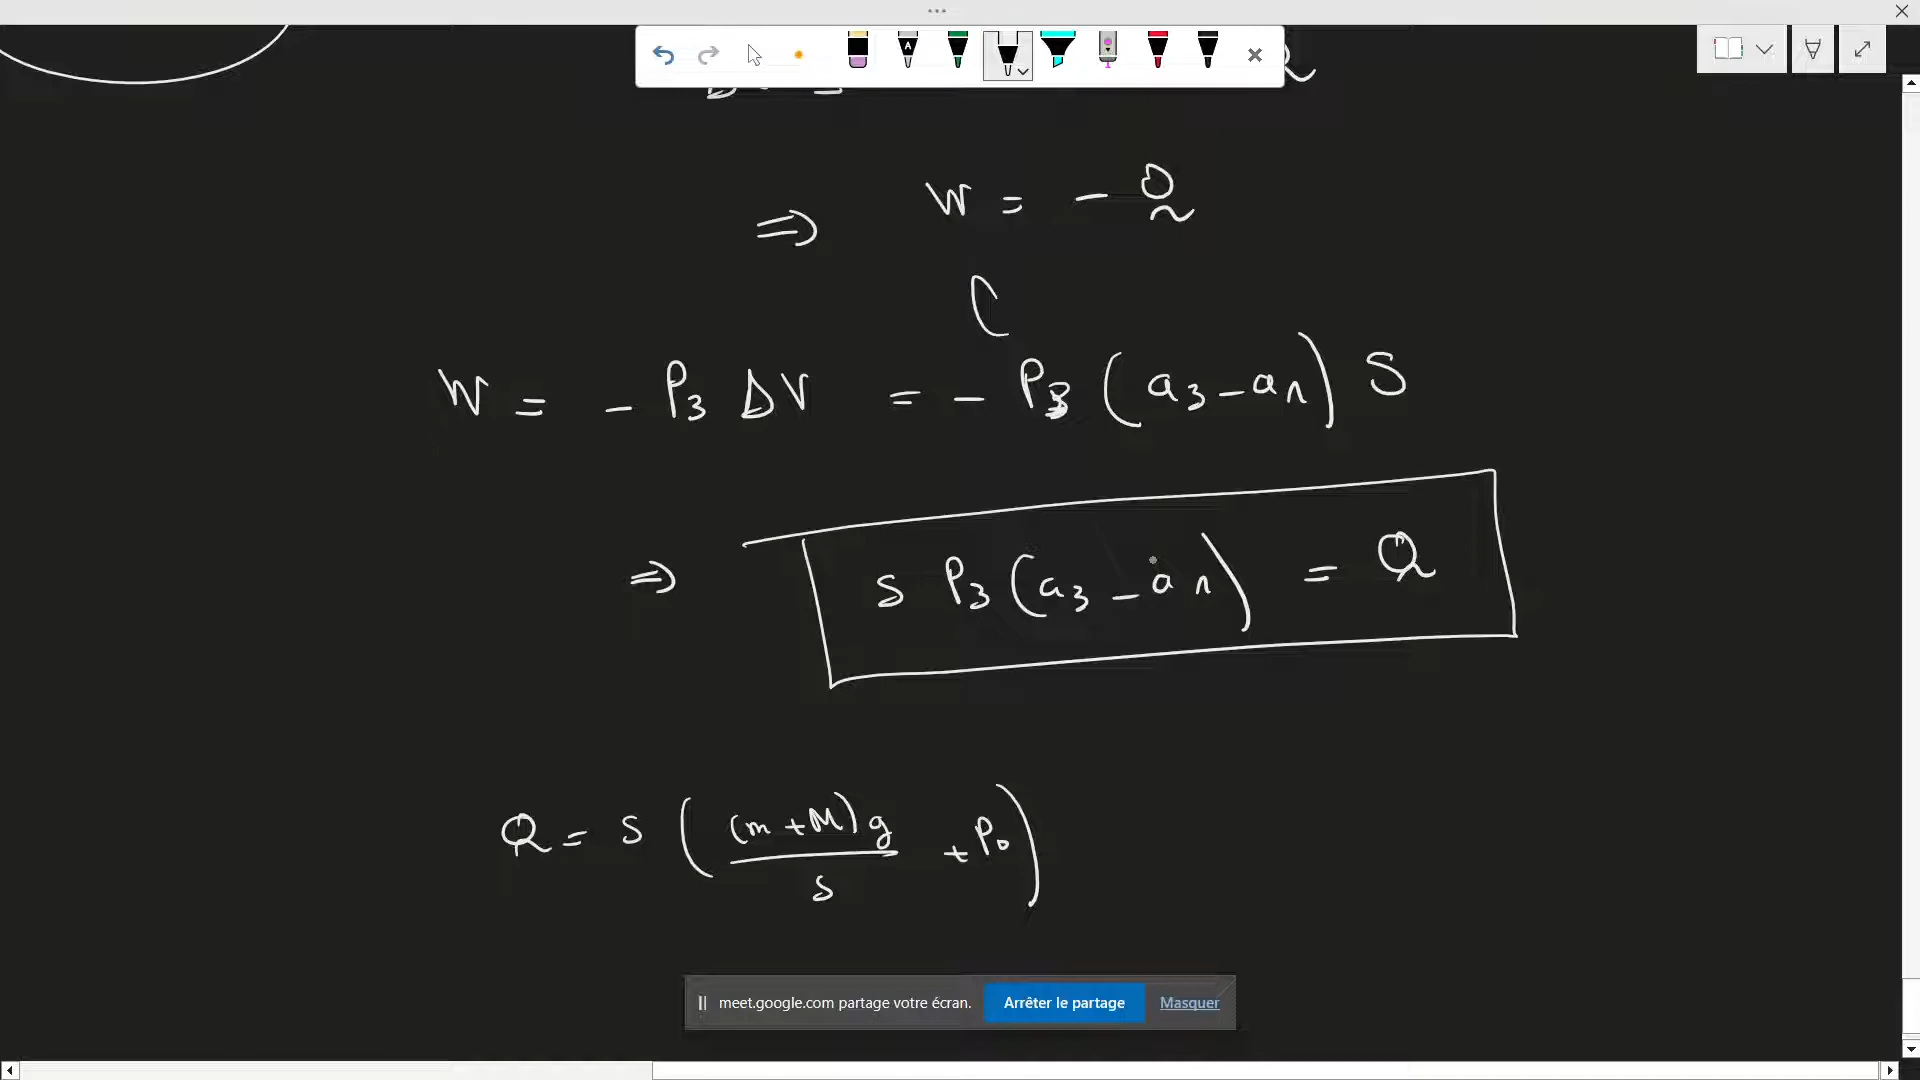 ⇒ W = - Q
W = - P₃ ΔV = - P₃ (a₃ - a₁) S
⇒ S P₃ (a₃ - a₁) = Q
Q = S ( (m + M) g / S + P₀ )
meet.google.com partage votre écran. Arrêter le partage Masquer